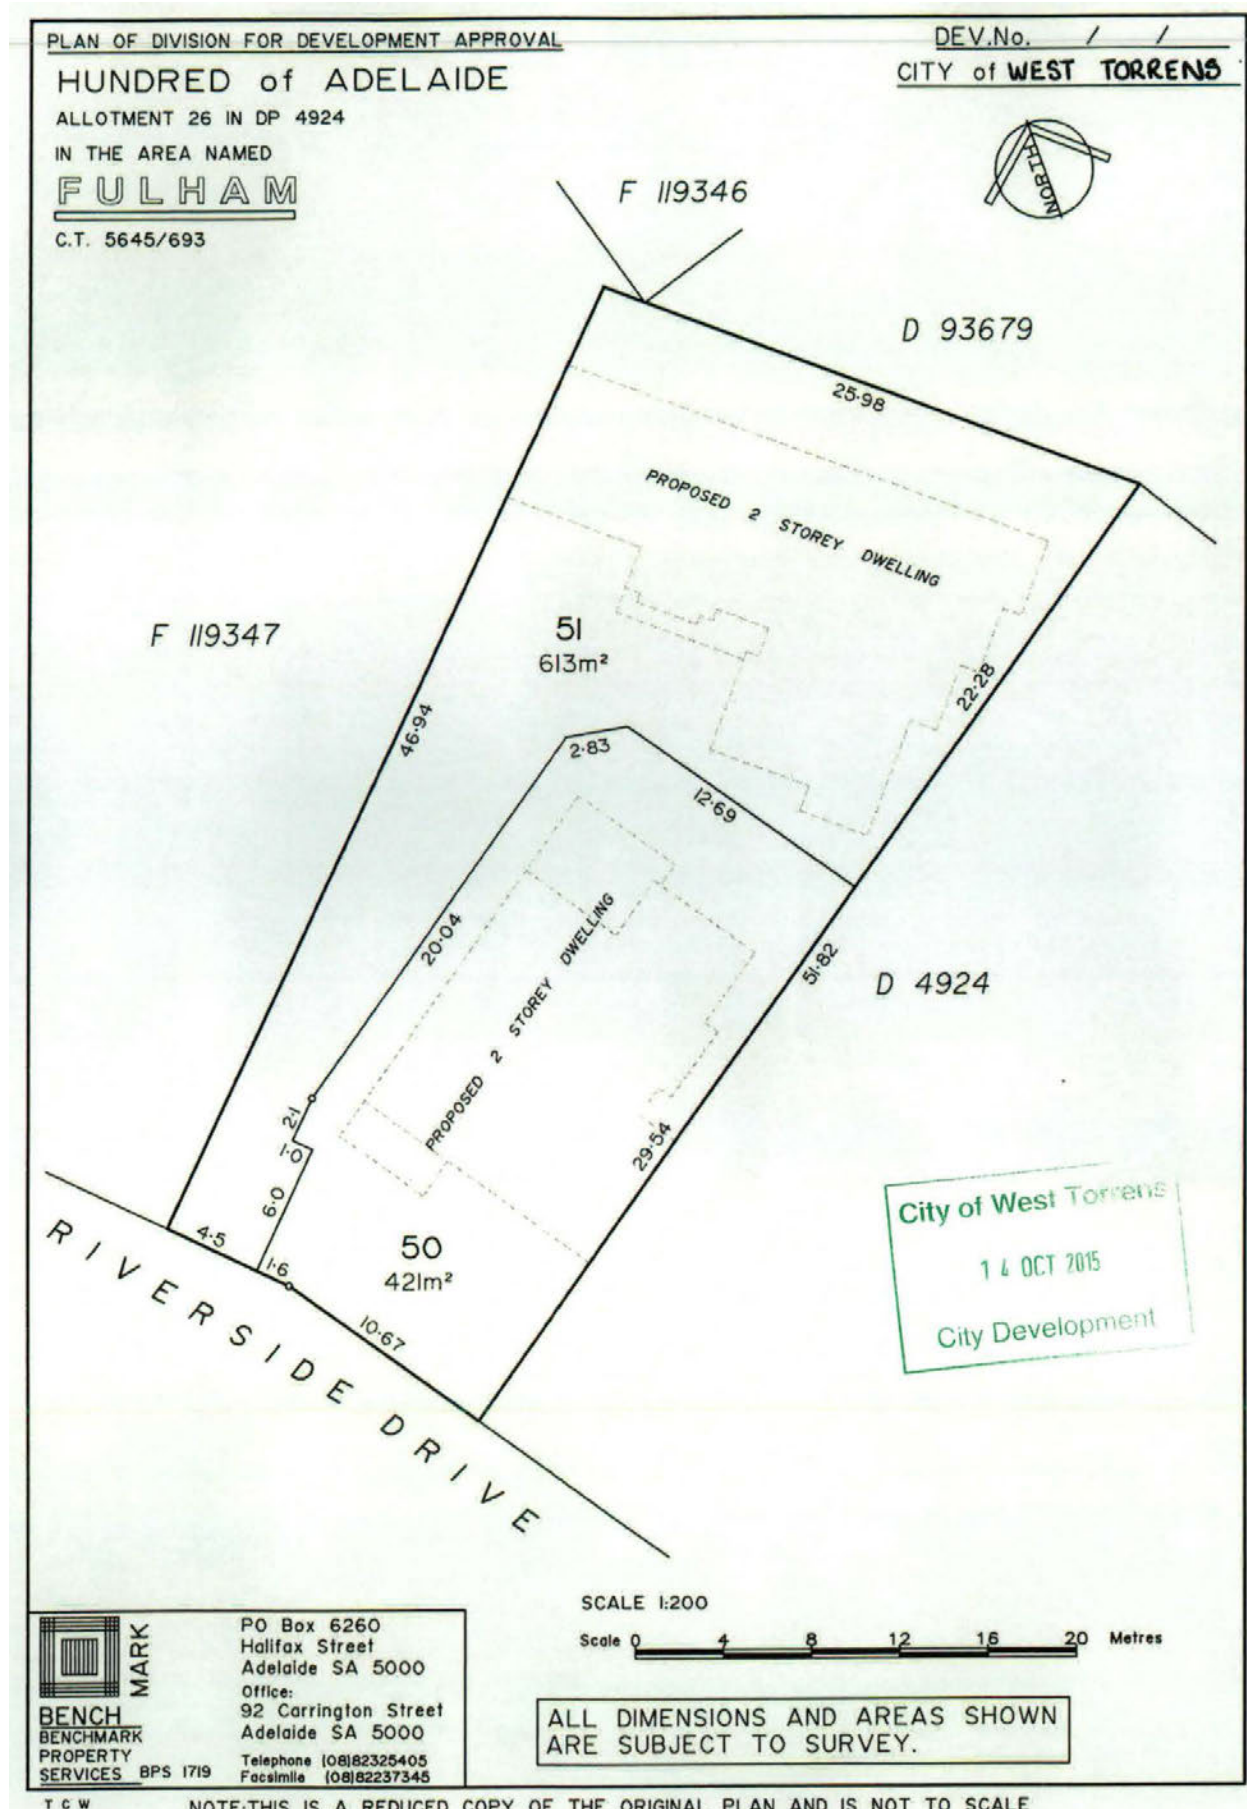 PLAN OF DIVISION FOR DEVELOPMENT APPROVAL
DEV.No. / /
HUNDRED of ADELAIDE
CITY of WEST TORRENS
ALLOTMENT 26 IN DP 4924
IN THE AREA NAMED
FULHAM
C.T. 5645/693
NORTH
F 119346
D 93679
25·98
PROPOSED 2 STOREY DWELLING
F 119347
51
613m²
22·28
46·94
2·83
12·69
20·04
PROPOSED 2 STOREY DWELLING
51·82
D 4924
2·1
1·0
6·0
29·54
4·5
1·6
50
421m²
10·67
RIVERSIDE DRIVE
City of West Torrens
14 OCT 2015
City Development
SCALE 1:200
Scale 0 4 8 12 16 20 Metres
BENCH MARK
BENCHMARK
PROPERTY
SERVICES BPS 1719
PO Box 6260
Halifax Street
Adelaide SA 5000
Office:
92 Carrington Street
Adelaide SA 5000
Telephone (08)82325405
Facsimile (08)82237345
ALL DIMENSIONS AND AREAS SHOWN
ARE SUBJECT TO SURVEY.
T C W
NOTE:THIS IS A REDUCED COPY OF THE ORIGINAL PLAN AND IS NOT TO SCALE